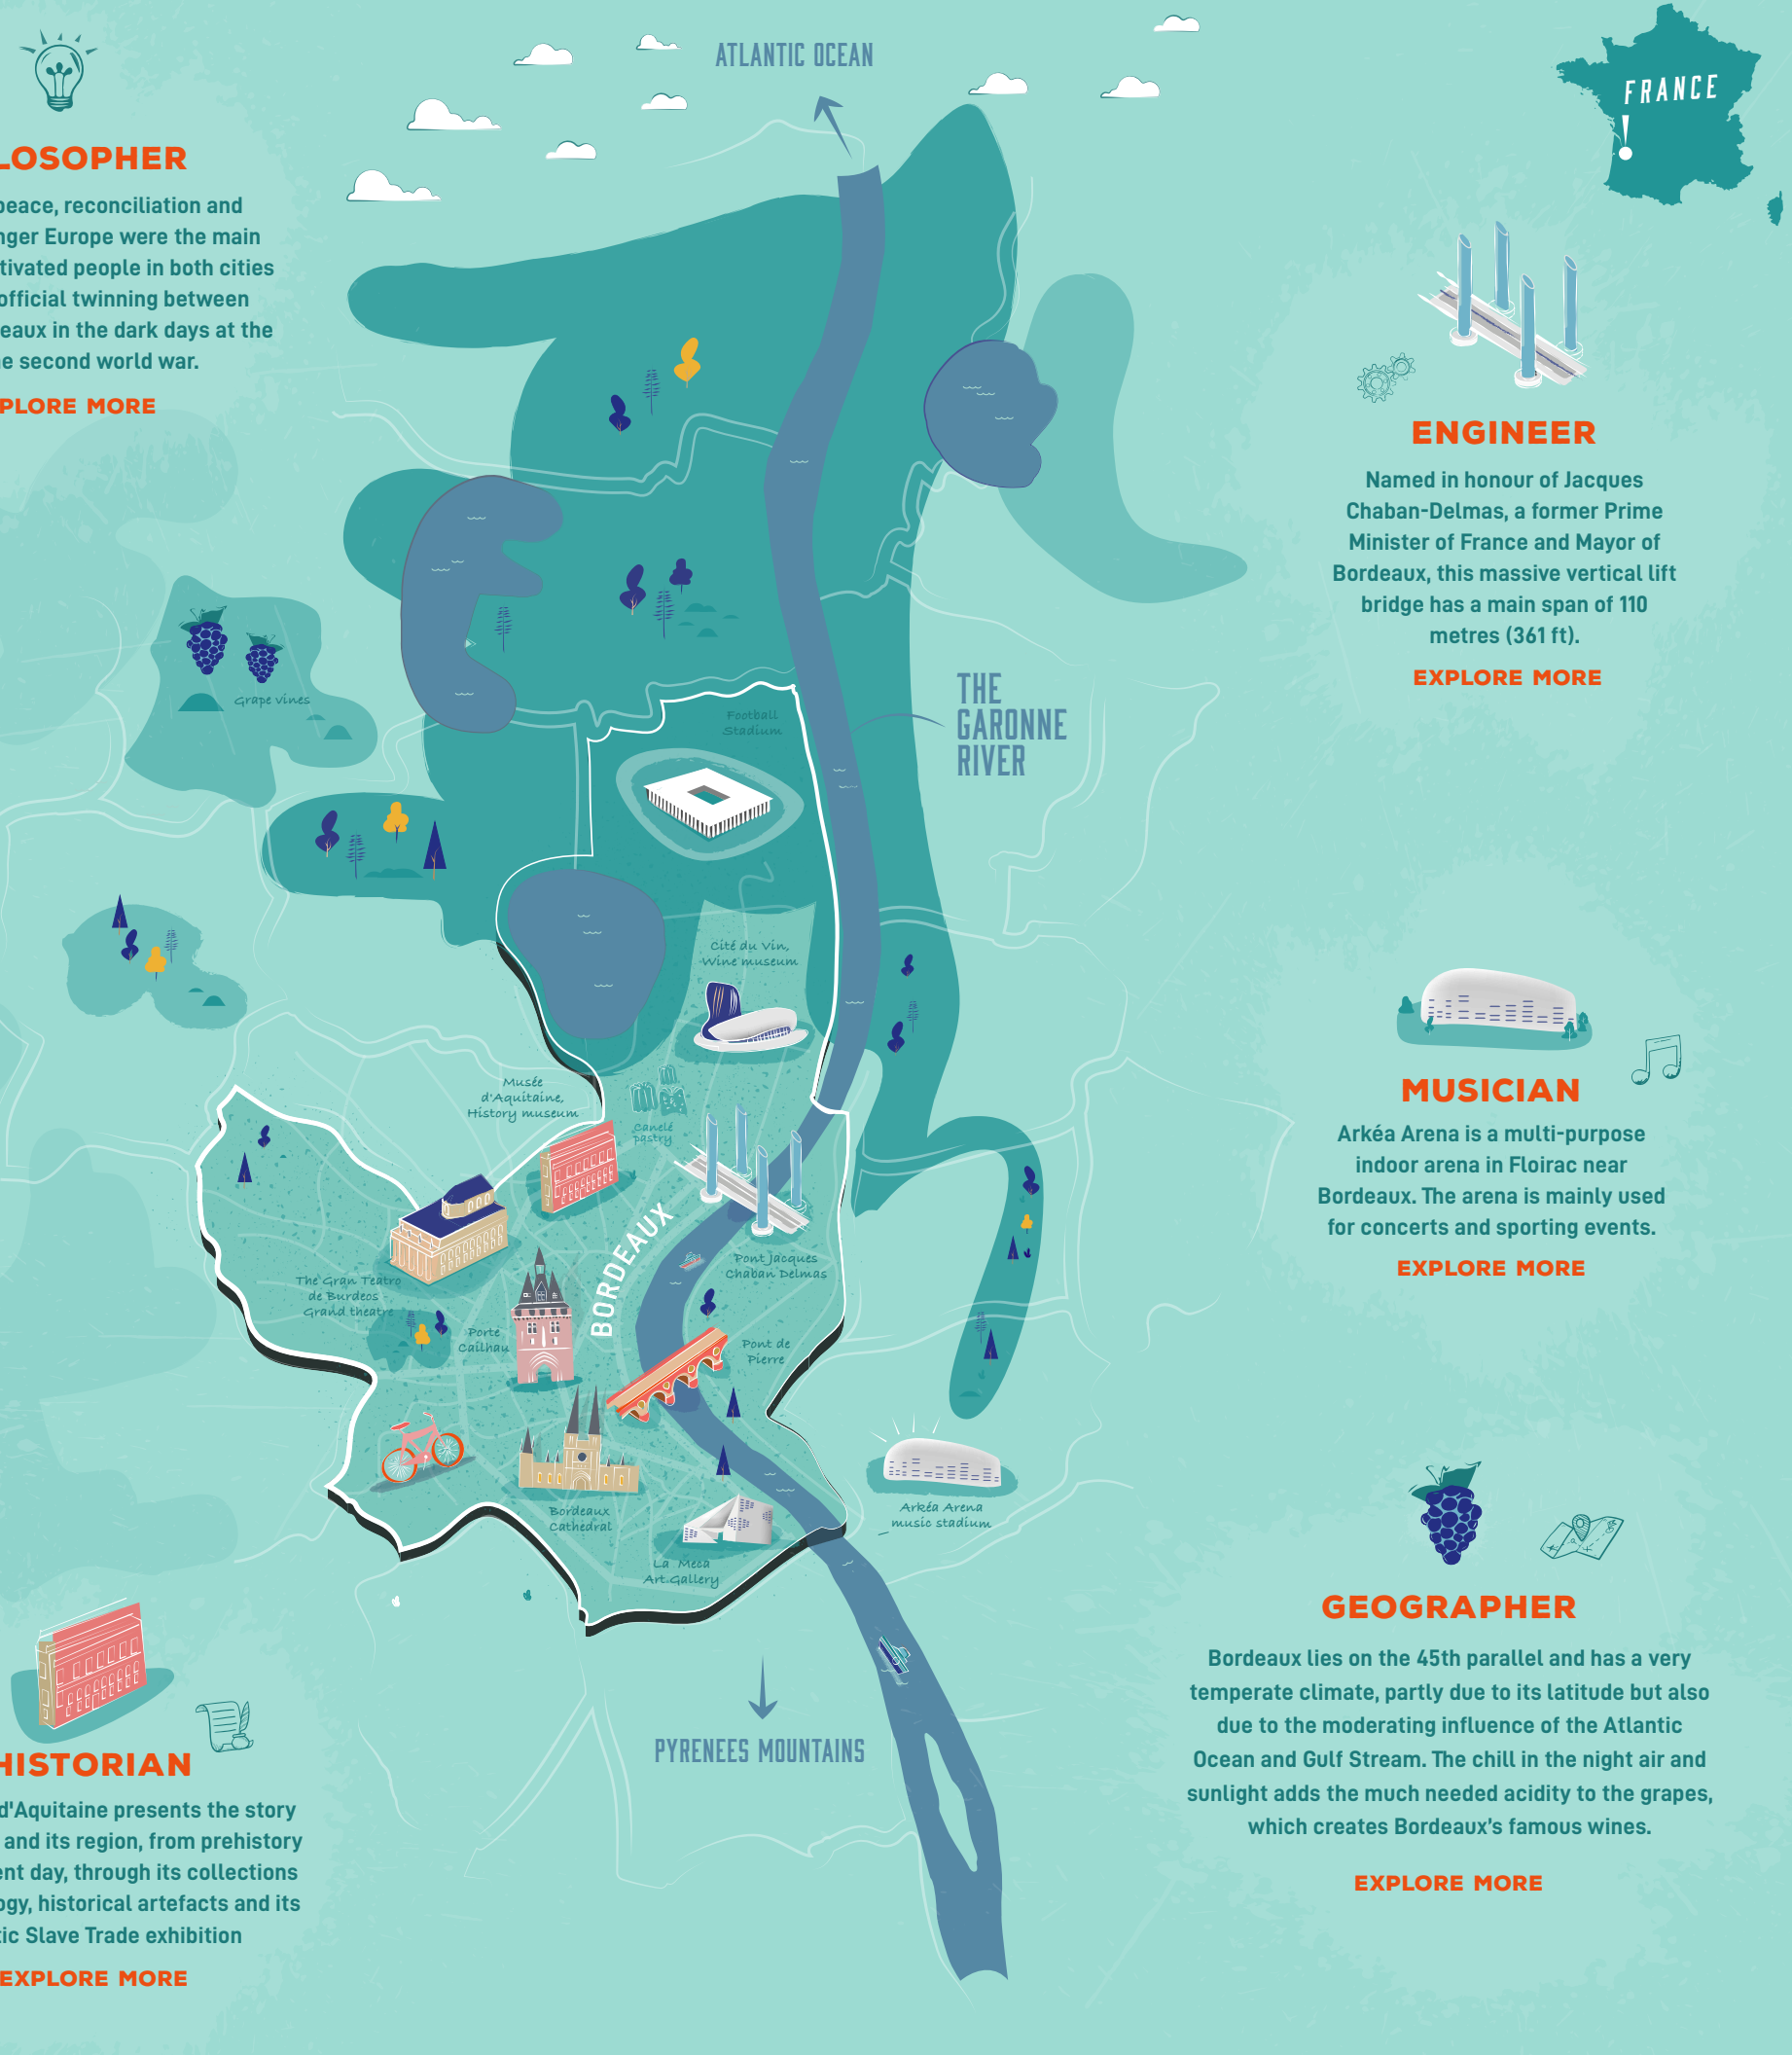 ATLANTIC OCEAN
FRANCE
LOSOPHER
peace, reconciliation and
nger Europe were the main
tivated people in both cities
official twinning between
eaux in the dark days at the
e second world war.
PLORE MORE
ENGINEER
Named in honour of Jacques
Chaban-Delmas, a former Prime
Minister of France and Mayor of
Bordeaux, this massive vertical lift
bridge has a main span of 110
metres (361 ft).
EXPLORE MORE
Grape vines
THE
GARONNE
RIVER
Football
Stadium
Cité du Vin,
Wine museum
Musée
d'Aquitaine,
History museum
Canelé
pastry
BORDEAUX
Pont Jacques
Chaban Delmas
The Gran Teatro
de Burdeos -
Grand theatre
Porte
Cailhau
Pont de
Pierre
Bordeaux
Cathedral
La Meca
Art Gallery
Arkéa Arena
music stadium
MUSICIAN
Arkéa Arena is a multi-purpose
indoor arena in Floirac near
Bordeaux. The arena is mainly used
for concerts and sporting events.
EXPLORE MORE
GEOGRAPHER
Bordeaux lies on the 45th parallel and has a very
temperate climate, partly due to its latitude but also
due to the moderating influence of the Atlantic
Ocean and Gulf Stream. The chill in the night air and
sunlight adds the much needed acidity to the grapes,
which creates Bordeaux's famous wines.
EXPLORE MORE
PYRENEES MOUNTAINS
HISTORIAN
d'Aquitaine presents the story
and its region, from prehistory
ent day, through its collections
ogy, historical artefacts and its
tic Slave Trade exhibition
EXPLORE MORE